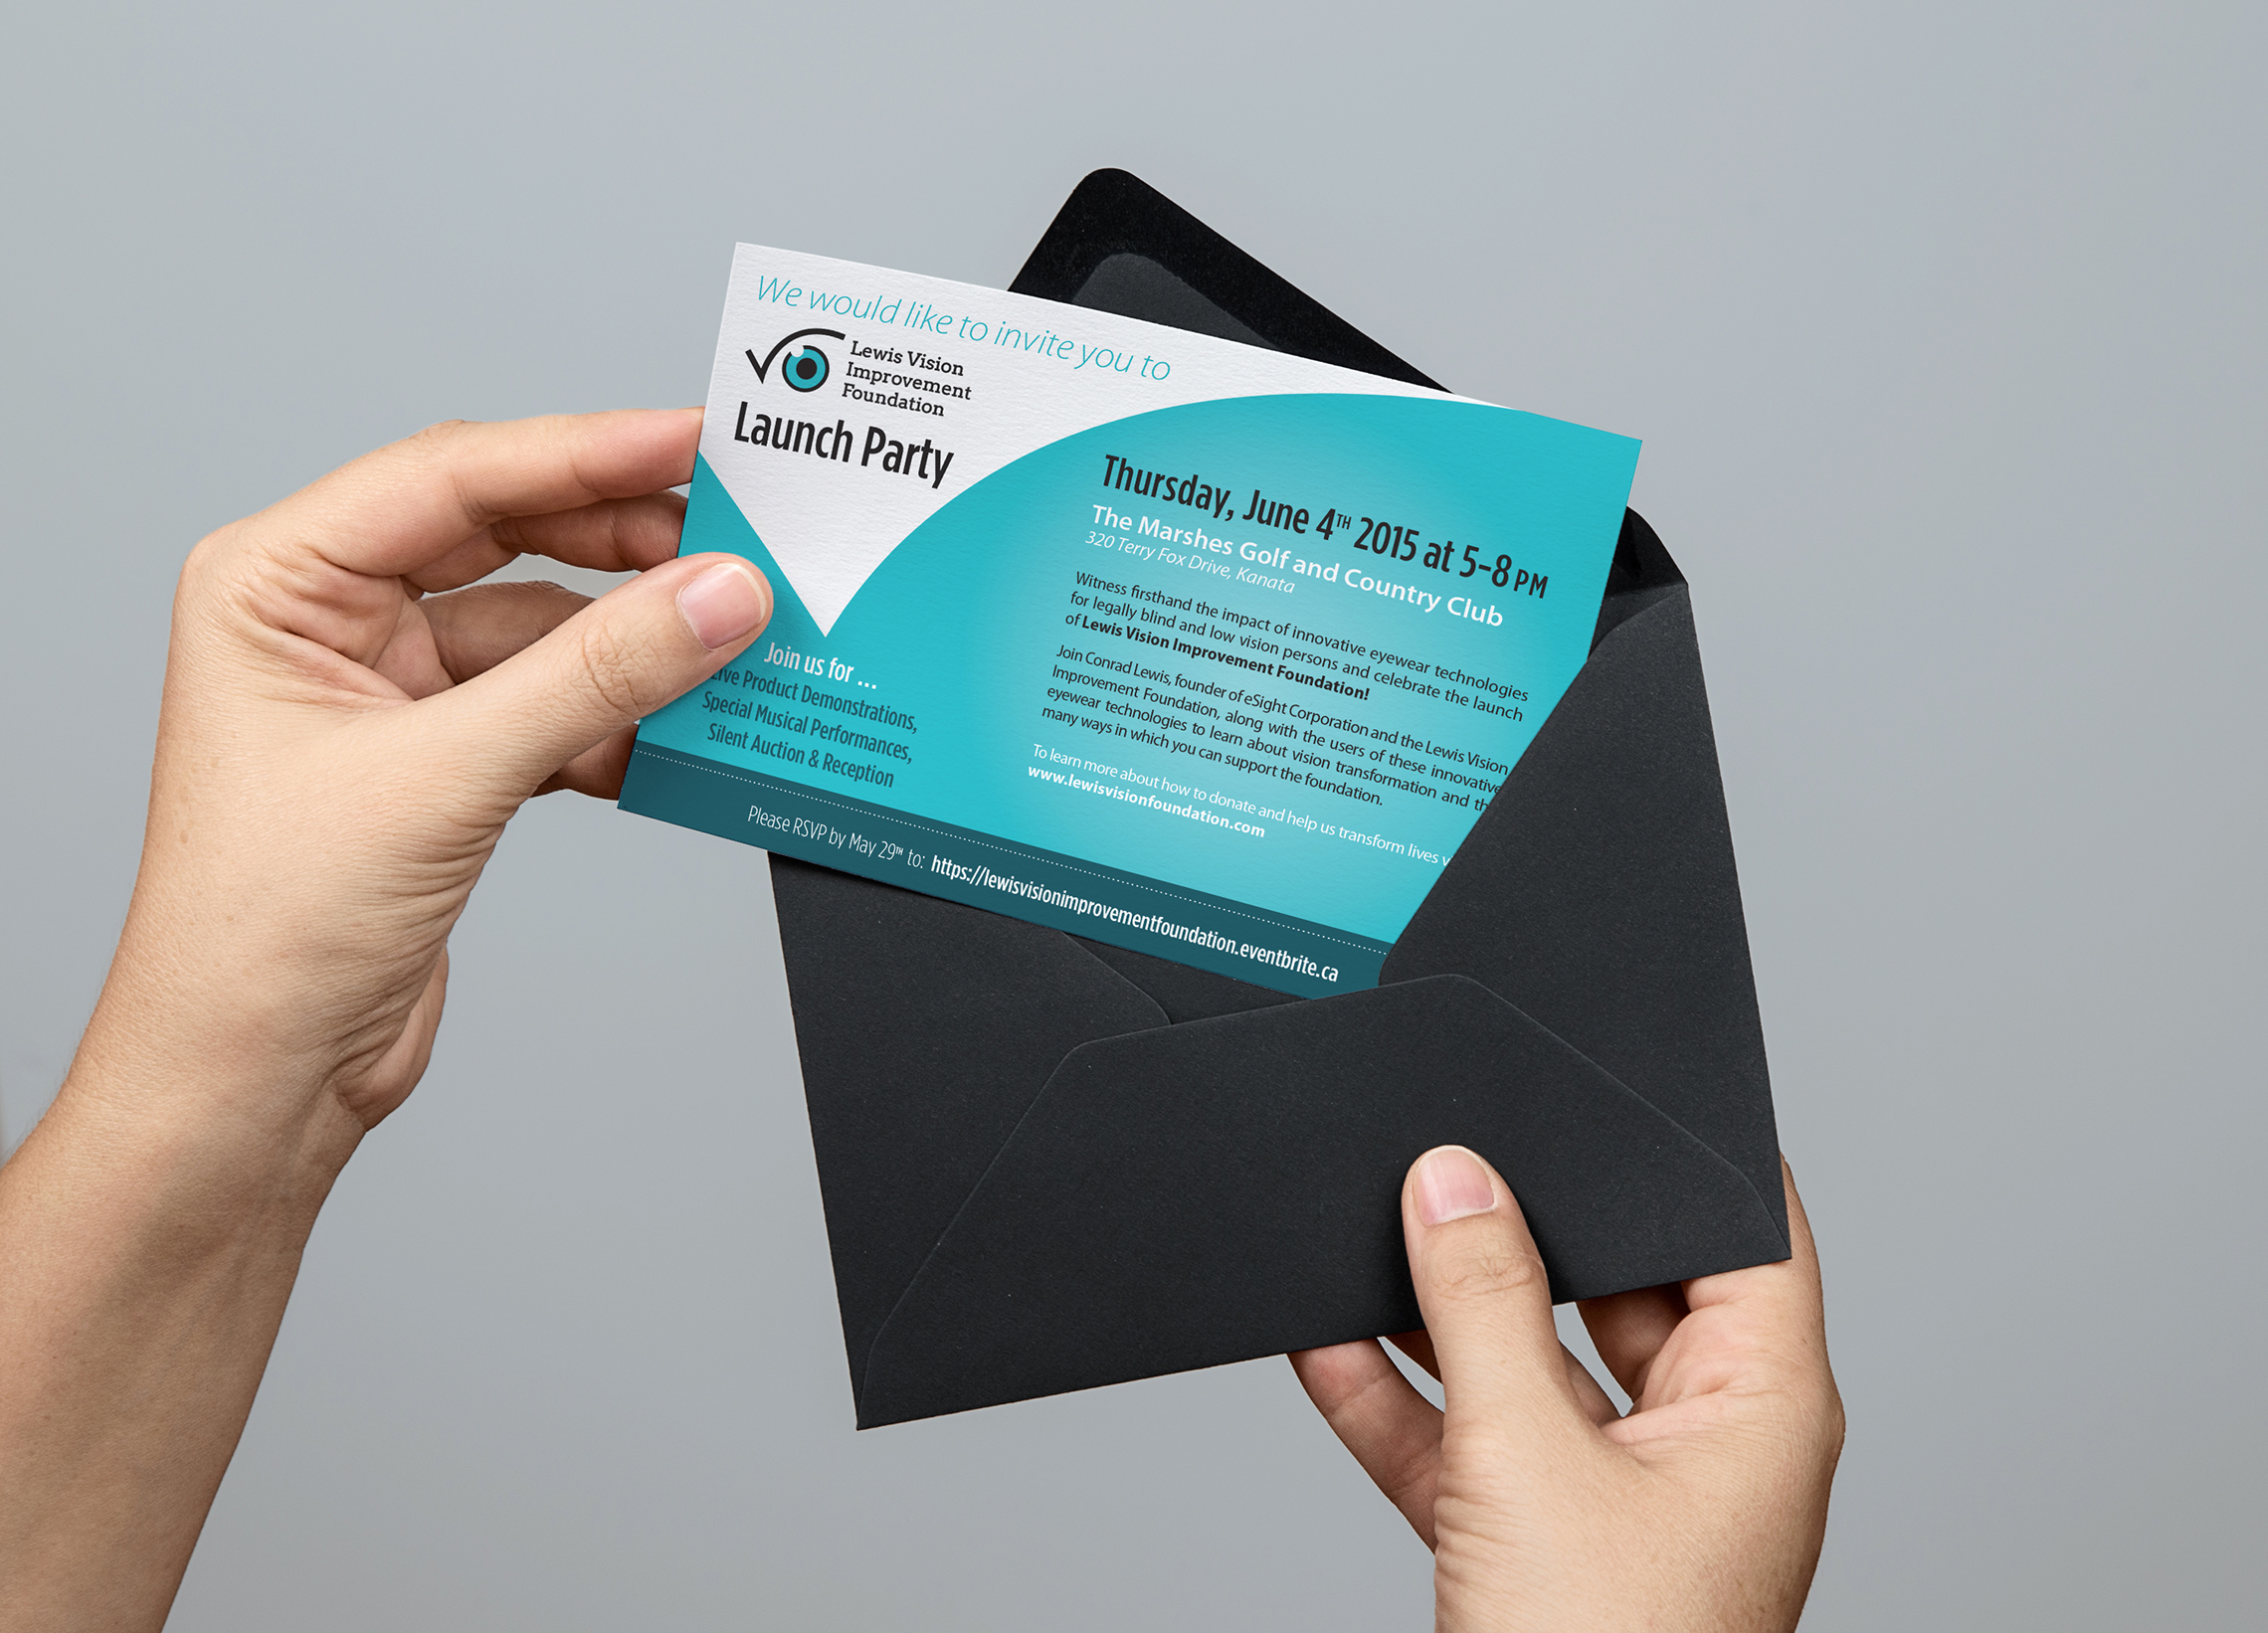 We would like to invite you to
Lewis Vision
Improvement
Foundation
Launch Party
Join us for ...
Live Product Demonstrations,
Special Musical Performances,
Silent Auction & Reception
Thursday, June 4TH 2015 at 5-8 PM
The Marshes Golf and Country Club
320 Terry Fox Drive, Kanata
Witness firsthand the impact of innovative eyewear technologies
for legally blind and low vision persons and celebrate the launch
of Lewis Vision Improvement Foundation!
Join Conrad Lewis, founder of eSight Corporation and the Lewis Vision
Improvement Foundation, along with the users of these innovative
eyewear technologies to learn about vision transformation and
many ways in which you can support the foundation.
To learn more about how to donate and help us transform lives
www.lewisvisionfoundation.com
Please RSVP by May 29TH to: https://lewisvisionimprovementfoundation.eventbrite.ca